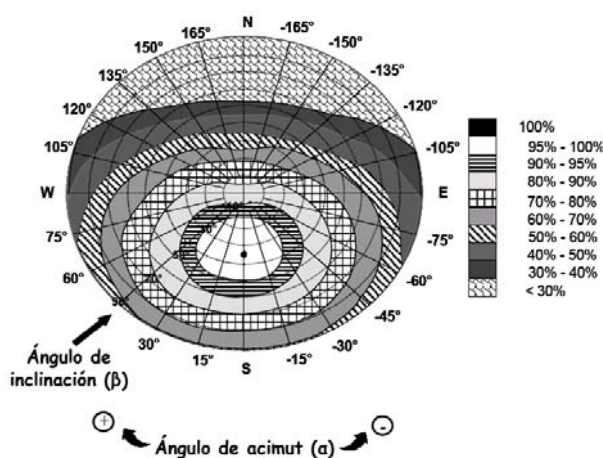 N
165°
-165°
150°
-150°
135°
-135°
120°
-120°
105°
-105°
W
E
75°
-75°
60°
-60°
-45°
30°
-30°
15°
-15°
S
Ángulo de
inclinación (β)
+
Ángulo de acimut (α)
-
100%
95% - 100%
90% - 95%
80% - 90%
70% - 80%
60% - 70%
50% - 60%
40% - 50%
30% - 40%
< 30%